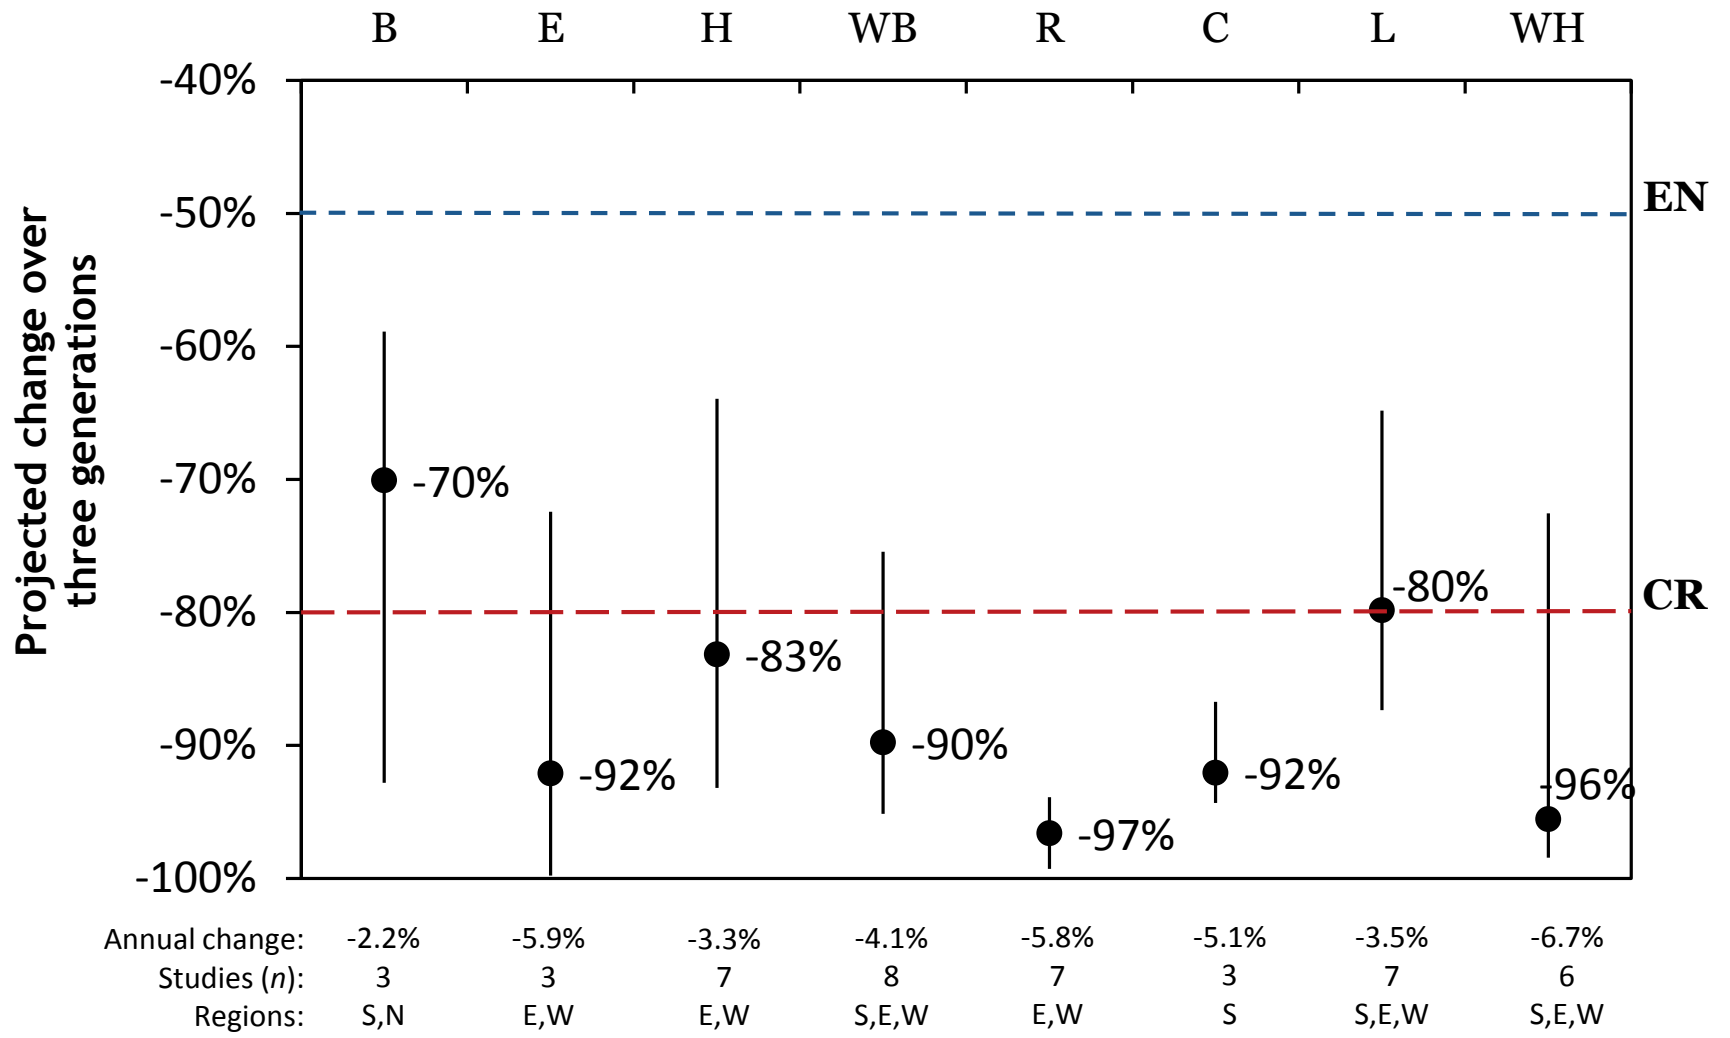 B E H WB R C L WH
-40%
-50%
EN
-60%
-70%
-70%
-80%
-80%
CR
-83%
-90%
-90%
-92%
-92%
-96%
-97%
-100%
Projected change over
three generations
Annual change: -2.2% -5.9% -3.3% -4.1% -5.8% -5.1% -3.5% -6.7%
Studies (n): 3 3 7 8 7 3 7 6
Regions: S,N E,W E,W S,E,W E,W S S,E,W S,E,W